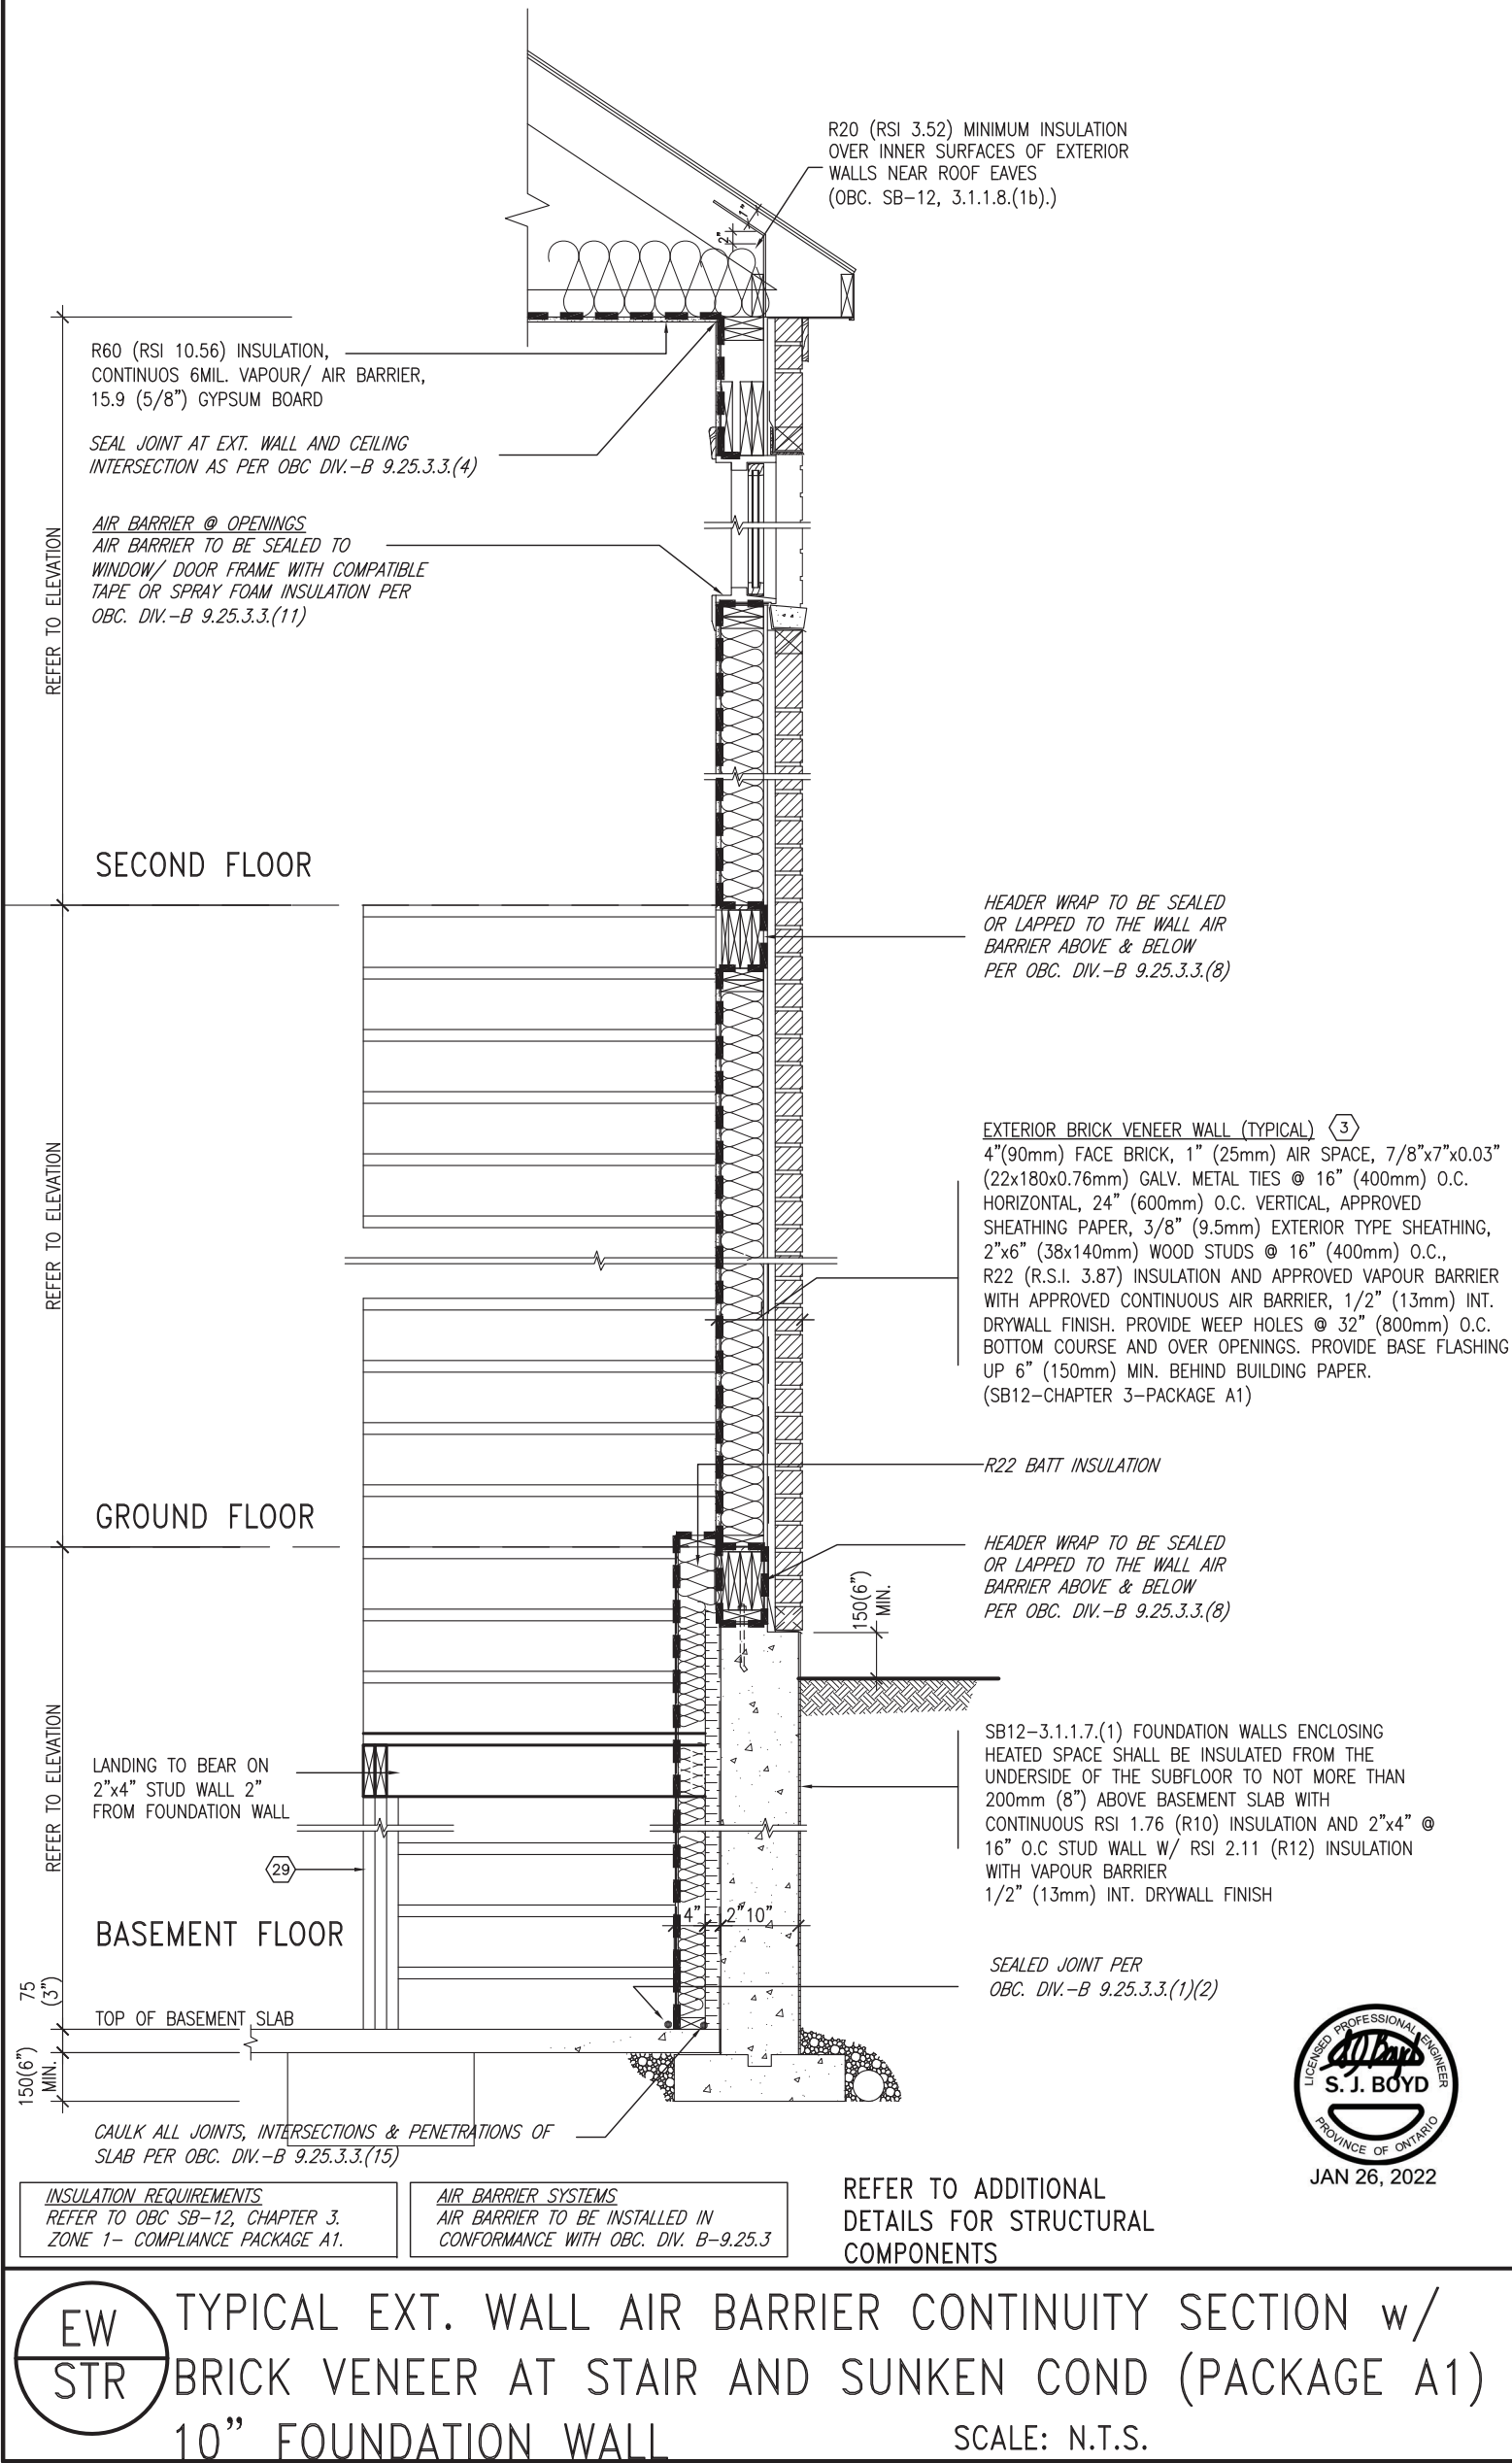 R20 (RSI 3.52) MINIMUM INSULATION
OVER INNER SURFACES OF EXTERIOR
WALLS NEAR ROOF EAVES
(OBC. SB-12, 3.1.1.8.(1b).)
1"
2"
R60 (RSI 10.56) INSULATION,
CONTINUOS 6MIL. VAPOUR/ AIR BARRIER,
15.9 (5/8") GYPSUM BOARD
SEAL JOINT AT EXT. WALL AND CEILING
INTERSECTION AS PER OBC DIV.-B 9.25.3.3.(4)
AIR BARRIER @ OPENINGS
AIR BARRIER TO BE SEALED TO
WINDOW/ DOOR FRAME WITH COMPATIBLE
TAPE OR SPRAY FOAM INSULATION PER
OBC. DIV.-B 9.25.3.3.(11)
REFER TO ELEVATION
SECOND FLOOR
HEADER WRAP TO BE SEALED
OR LAPPED TO THE WALL AIR
BARRIER ABOVE & BELOW
PER OBC. DIV.-B 9.25.3.3.(8)
REFER TO ELEVATION
EXTERIOR BRICK VENEER WALL (TYPICAL) 3
4"(90mm) FACE BRICK, 1" (25mm) AIR SPACE, 7/8"x7"x0.03"
(22x180x0.76mm) GALV. METAL TIES @ 16" (400mm) O.C.
HORIZONTAL, 24" (600mm) O.C. VERTICAL, APPROVED
SHEATHING PAPER, 3/8" (9.5mm) EXTERIOR TYPE SHEATHING,
2"x6" (38x140mm) WOOD STUDS @ 16" (400mm) O.C.,
R22 (R.S.I. 3.87) INSULATION AND APPROVED VAPOUR BARRIER
WITH APPROVED CONTINUOUS AIR BARRIER, 1/2" (13mm) INT.
DRYWALL FINISH. PROVIDE WEEP HOLES @ 32" (800mm) O.C.
BOTTOM COURSE AND OVER OPENINGS. PROVIDE BASE FLASHING
UP 6" (150mm) MIN. BEHIND BUILDING PAPER.
(SB12-CHAPTER 3-PACKAGE A1)
R22 BATT INSULATION
GROUND FLOOR
HEADER WRAP TO BE SEALED
OR LAPPED TO THE WALL AIR
BARRIER ABOVE & BELOW
PER OBC. DIV.-B 9.25.3.3.(8)
150(6")
MIN.
REFER TO ELEVATION
LANDING TO BEAR ON
2"x4" STUD WALL 2"
FROM FOUNDATION WALL
29
SB12-3.1.1.7.(1) FOUNDATION WALLS ENCLOSING
HEATED SPACE SHALL BE INSULATED FROM THE
UNDERSIDE OF THE SUBFLOOR TO NOT MORE THAN
200mm (8") ABOVE BASEMENT SLAB WITH
CONTINUOUS RSI 1.76 (R10) INSULATION AND 2"x4" @
16" O.C STUD WALL W/ RSI 2.11 (R12) INSULATION
WITH VAPOUR BARRIER
1/2" (13mm) INT. DRYWALL FINISH
4" 2" 10"
BASEMENT FLOOR
SEALED JOINT PER
OBC. DIV.-B 9.25.3.3.(1)(2)
75
(3")
TOP OF BASEMENT SLAB
150(6")
MIN.
CAULK ALL JOINTS, INTERSECTIONS & PENETRATIONS OF
SLAB PER OBC. DIV.-B 9.25.3.3.(15)
LICENSED PROFESSIONAL ENGINEER
S. J. BOYD
PROVINCE OF ONTARIO
JAN 26, 2022
INSULATION REQUIREMENTS
REFER TO OBC SB-12, CHAPTER 3.
ZONE 1- COMPLIANCE PACKAGE A1.
AIR BARRIER SYSTEMS
AIR BARRIER TO BE INSTALLED IN
CONFORMANCE WITH OBC. DIV. B-9.25.3
REFER TO ADDITIONAL
DETAILS FOR STRUCTURAL
COMPONENTS
EW
STR
TYPICAL EXT. WALL AIR BARRIER CONTINUITY SECTION w/
BRICK VENEER AT STAIR AND SUNKEN COND (PACKAGE A1)
10" FOUNDATION WALL
SCALE: N.T.S.